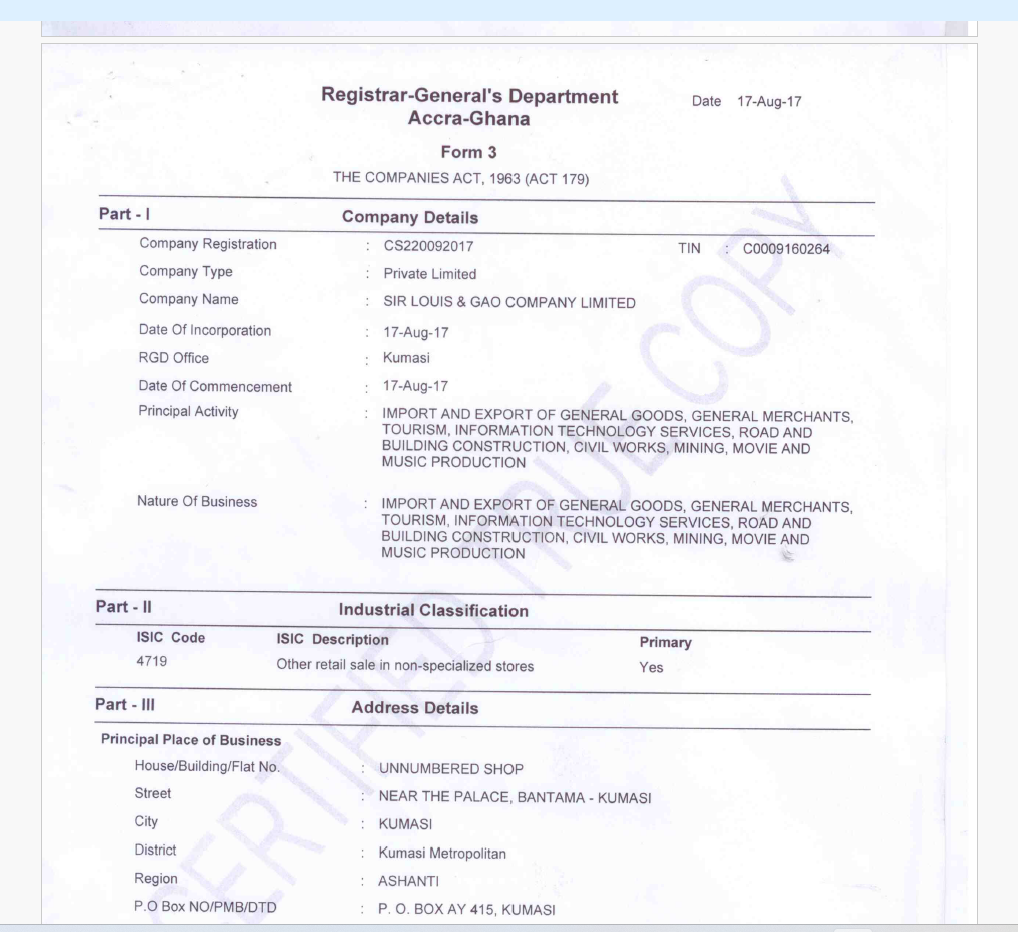 Registrar-General's Department
Accra-Ghana
Date 17-Aug-17
Form 3
THE COMPANIES ACT, 1963 (ACT 179)
Part - I Company Details
Company Registration : CS220092017 TIN : C0009160264
Company Type : Private Limited
Company Name : SIR LOUIS & GAO COMPANY LIMITED
Date Of Incorporation : 17-Aug-17
RGD Office : Kumasi
Date Of Commencement : 17-Aug-17
Principal Activity : IMPORT AND EXPORT OF GENERAL GOODS, GENERAL MERCHANTS,
TOURISM, INFORMATION TECHNOLOGY SERVICES, ROAD AND
BUILDING CONSTRUCTION, CIVIL WORKS, MINING, MOVIE AND
MUSIC PRODUCTION
Nature Of Business : IMPORT AND EXPORT OF GENERAL GOODS, GENERAL MERCHANTS,
TOURISM, INFORMATION TECHNOLOGY SERVICES, ROAD AND
BUILDING CONSTRUCTION, CIVIL WORKS, MINING, MOVIE AND
MUSIC PRODUCTION
Part - II Industrial Classification
ISIC Code ISIC Description Primary
4719 Other retail sale in non-specialized stores Yes
Part - III Address Details
Principal Place of Business
House/Building/Flat No. : UNNUMBERED SHOP
Street : NEAR THE PALACE, BANTAMA - KUMASI
City : KUMASI
District : Kumasi Metropolitan
Region : ASHANTI
P.O Box NO/PMB/DTD : P. O. BOX AY 415, KUMASI
CERTIFIED TRUE COPY